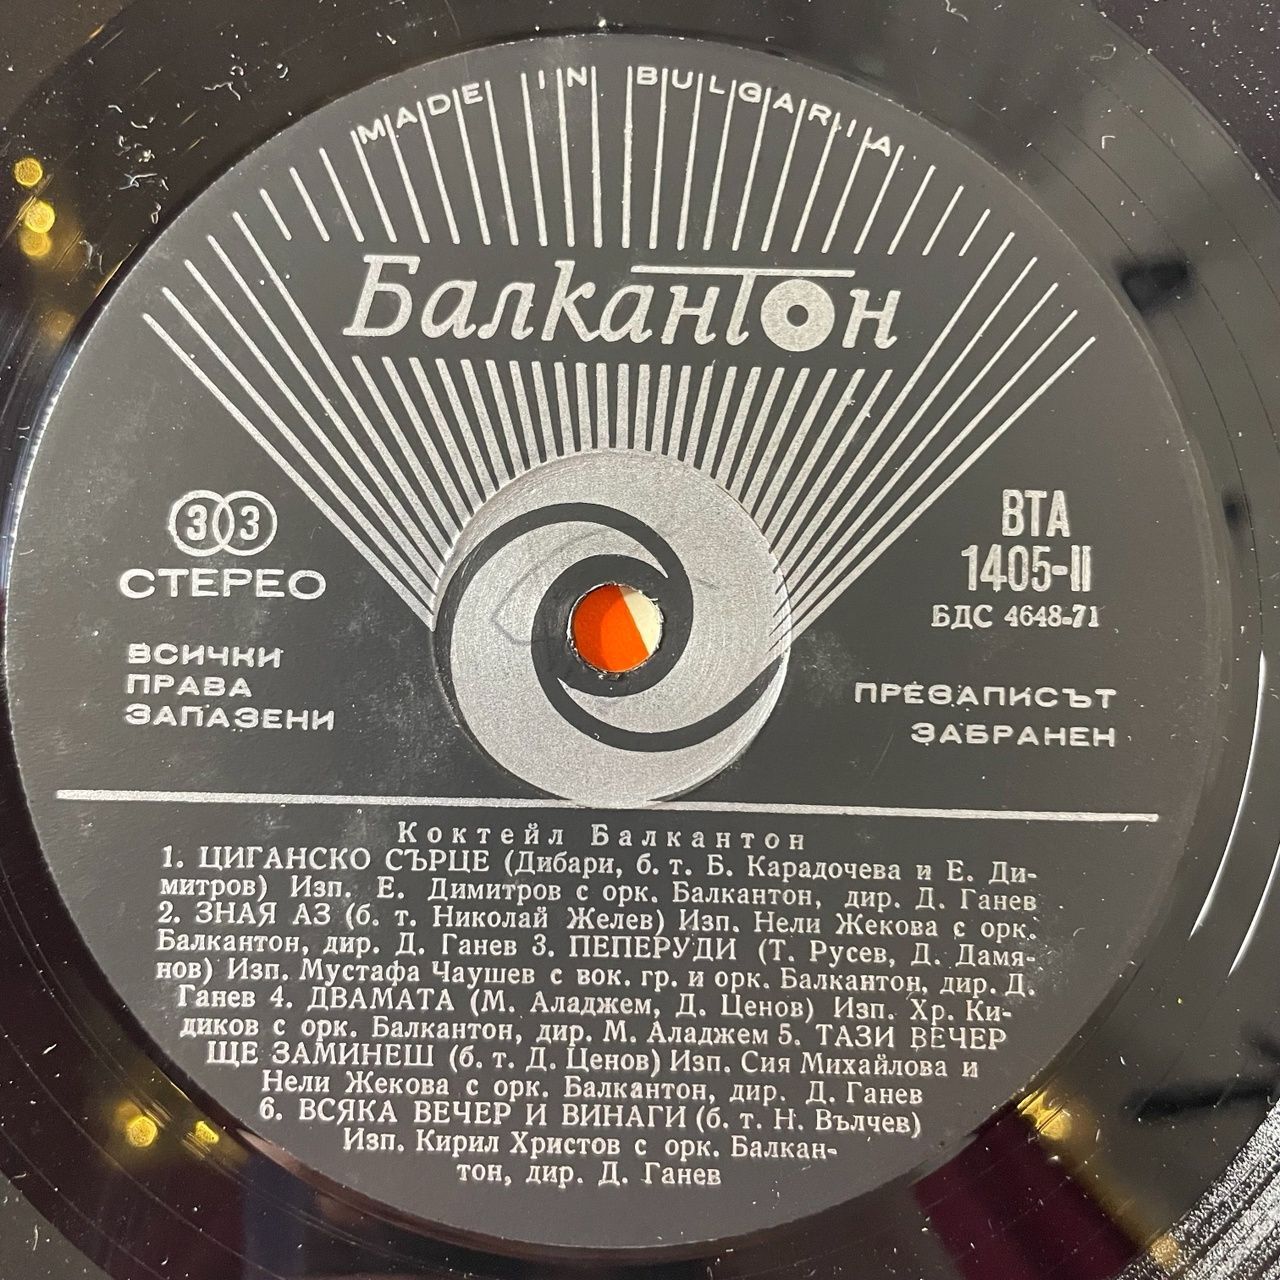 MADE IN BULGARIA
Балкантон
33
СТЕРЕО
ВСИЧКИ
ПРАВА
ЗАПАЗЕНИ
ВТА
1405-II
БДС 4648-71
ПРЕЗАПИСЪТ
ЗАБРАНЕН
Коктейл Балкантон
1. ЦИГАНСКО СЪРЦЕ (Дибари, б. т. Б. Карадочева и Е. Ди-
митров) Изп. Е. Димитров с орк. Балкантон, дир. Д. Ганев
2. ЗНАЯ АЗ (б. т. Николай Желев) Изп. Нели Жекова с орк.
Балкантон, дир. Д. Ганев 3. ПЕПЕРУДИ (Т. Русев, Д. Дамя-
нов) Изп. Мустафа Чаушев с вок. гр. и орк. Балкантон, дир. Д.
Ганев 4. ДВАМАТА (М. Аладжем, Д. Ценов) Изп. Хр. Ки-
диков с орк. Балкантон, дир. М. Аладжем 5. ТАЗИ ВЕЧЕР
ЩЕ ЗАМИНЕШ (б. т. Д. Ценов) Изп. Сия Михайлова и
Нели Жекова с орк. Балкантон, дир. Д. Ганев
6. ВСЯКА ВЕЧЕР И ВИНАГИ (б. т. Н. Вълчев)
Изп. Кирил Христов с орк. Балкан-
тон, дир. Д. Ганев